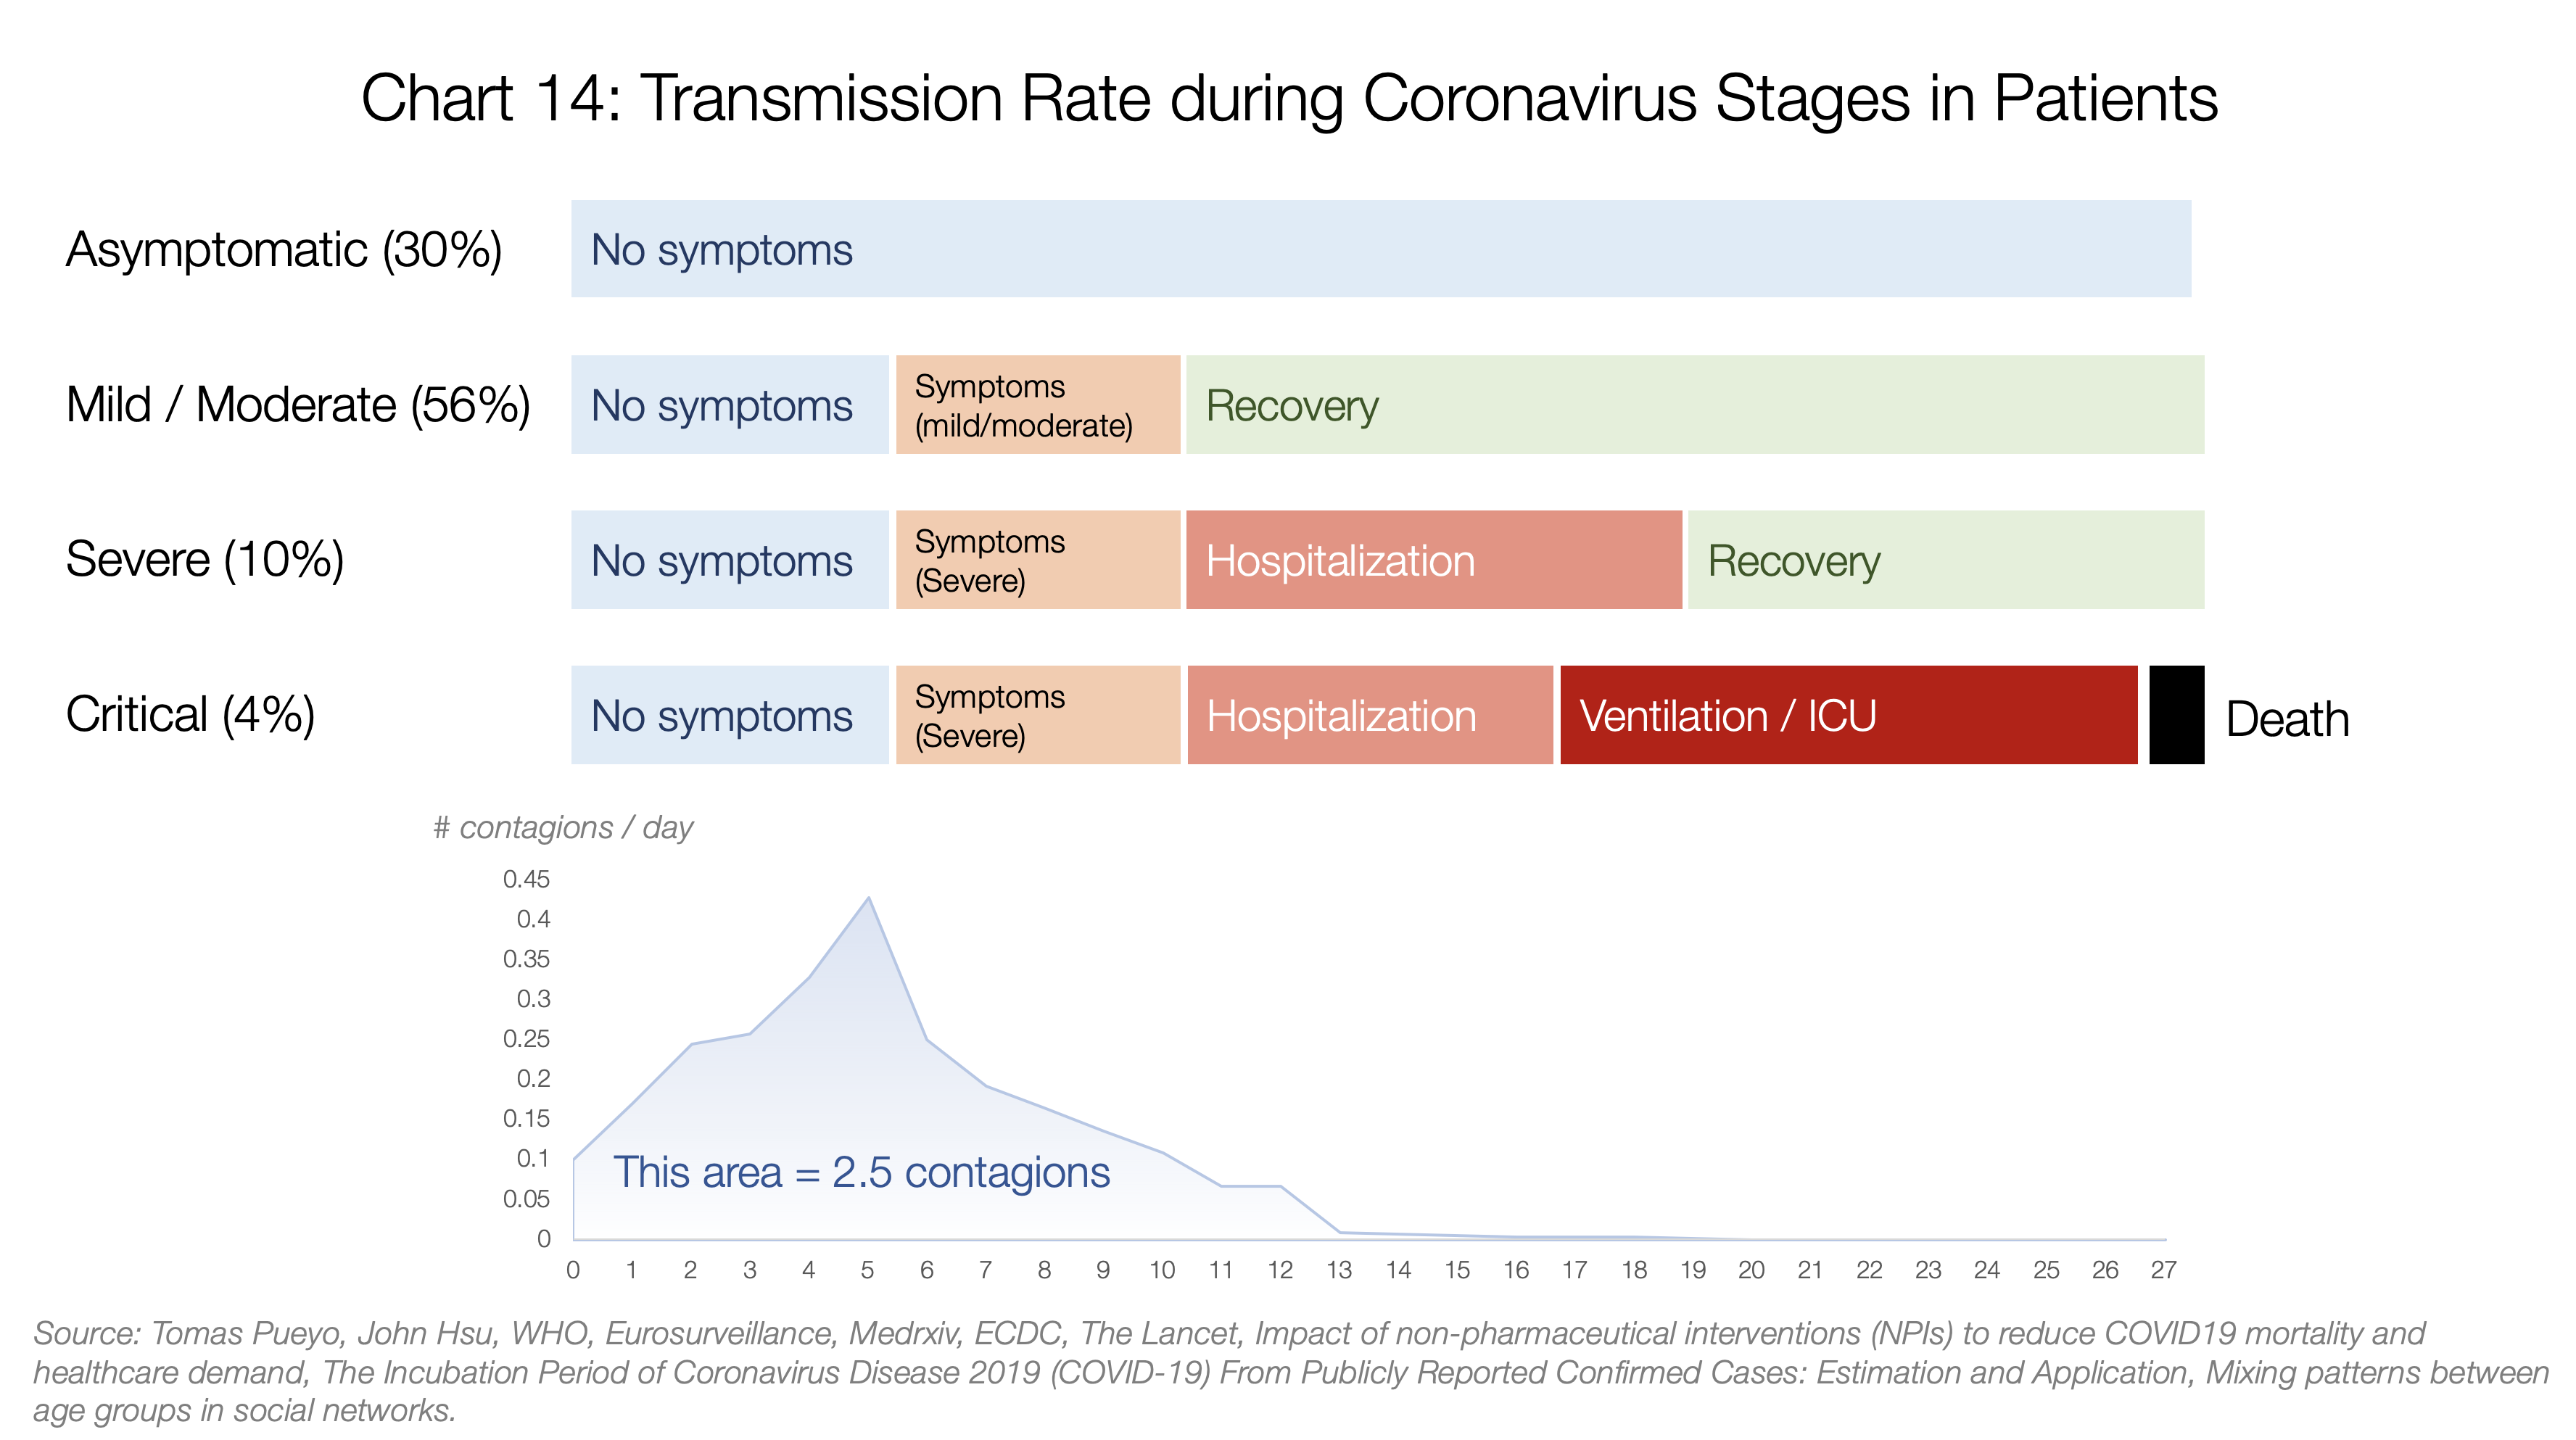 Chart 14: Transmission Rate during Coronavirus Stages in Patients
Asymptomatic (30%)
No symptoms
Mild / Moderate (56%)
No symptoms
Symptoms
(mild/moderate)
Recovery
Severe (10%)
No symptoms
Symptoms
(Severe)
Hospitalization
Recovery
Critical (4%)
No symptoms
Symptoms
(Severe)
Hospitalization
Ventilation / ICU
Death
# contagions / day
0.45
0.4
0.35
0.3
0.25
0.2
0.15
0.1
0.05
0
This area = 2.5 contagions
0 1 2 3 4 5 6 7 8 9 10 11 12 13 14 15 16 17 18 19 20 21 22 23 24 25 26 27
Source: Tomas Pueyo, John Hsu, WHO, Eurosurveillance, Medrxiv, ECDC, The Lancet, Impact of non-pharmaceutical interventions (NPIs) to reduce COVID19 mortality and
healthcare demand, The Incubation Period of Coronavirus Disease 2019 (COVID-19) From Publicly Reported Confirmed Cases: Estimation and Application, Mixing patterns between
age groups in social networks.